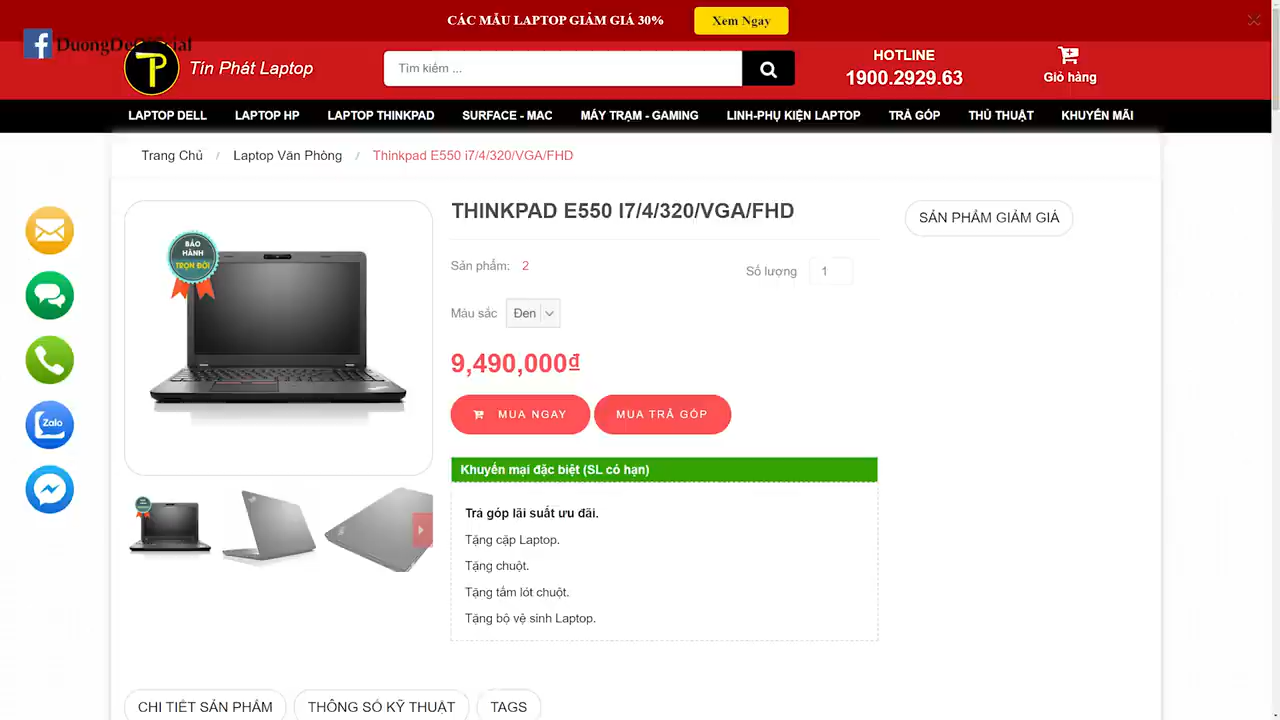 CÁC MẪU LAPTOP GIẢM GIÁ 30%
Xem Ngay
Tín Phát Laptop
Tìm kiếm ...
HOTLINE
1900.2929.63
Giỏ hàng
LAPTOP DELL
LAPTOP HP
LAPTOP THINKPAD
SURFACE - MAC
MÁY TRẠM - GAMING
LINH-PHỤ KIỆN LAPTOP
TRẢ GÓP
THỦ THUẬT
KHUYẾN MÃI
Trang Chủ / Laptop Văn Phòng / Thinkpad E550 i7/4/320/VGA/FHD
BẢO
HÀNH
TRỌN ĐỜI
THINKPAD E550 I7/4/320/VGA/FHD
SẢN PHẨM GIẢM GIÁ
Sản phẩm: 2
Số lượng 1
Màu sắc Đen
9,490,000₫
MUA NGAY
MUA TRẢ GÓP
Zalo
Khuyến mại đặc biệt (SL có hạn)
Trả góp lãi suất ưu đãi.
Tặng cặp Laptop.
Tặng chuột.
Tặng tấm lót chuột.
Tặng bộ vệ sinh Laptop.
CHI TIẾT SẢN PHẨM
THÔNG SỐ KỸ THUẬT
TAGS